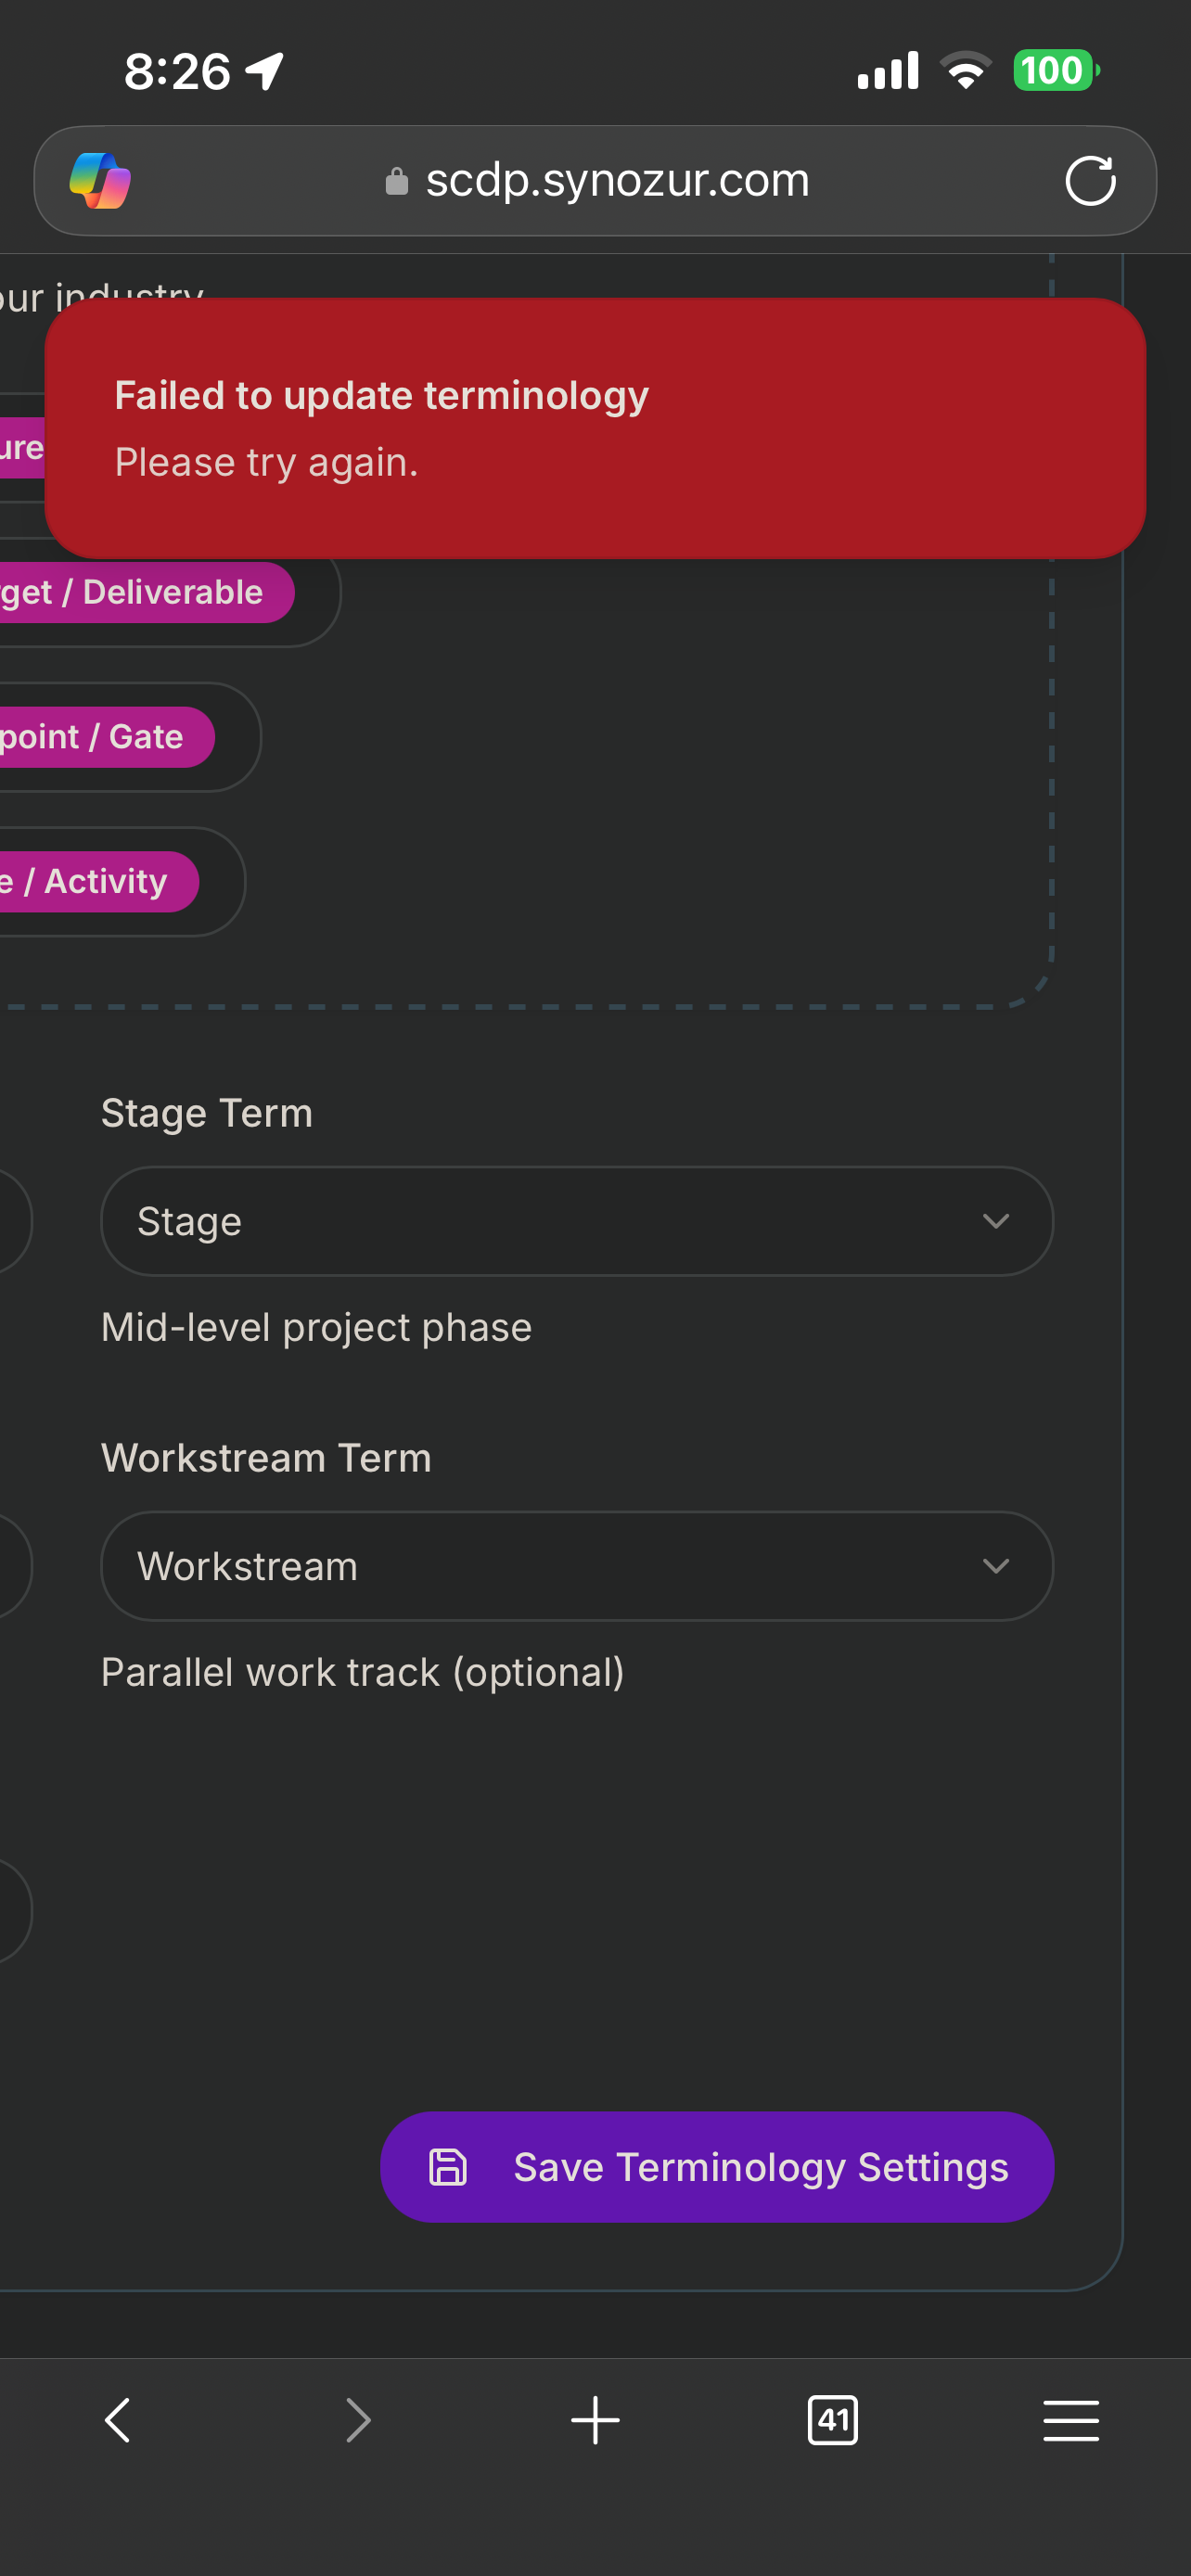 8:26
100
scdp.synozur.com
our industry
Failed to update terminology
ure
Please try again.
get / Deliverable
point / Gate
e / Activity
Stage Term
Stage
Mid-level project phase
Workstream Term
Workstream
Parallel work track (optional)
Save Terminology Settings
41